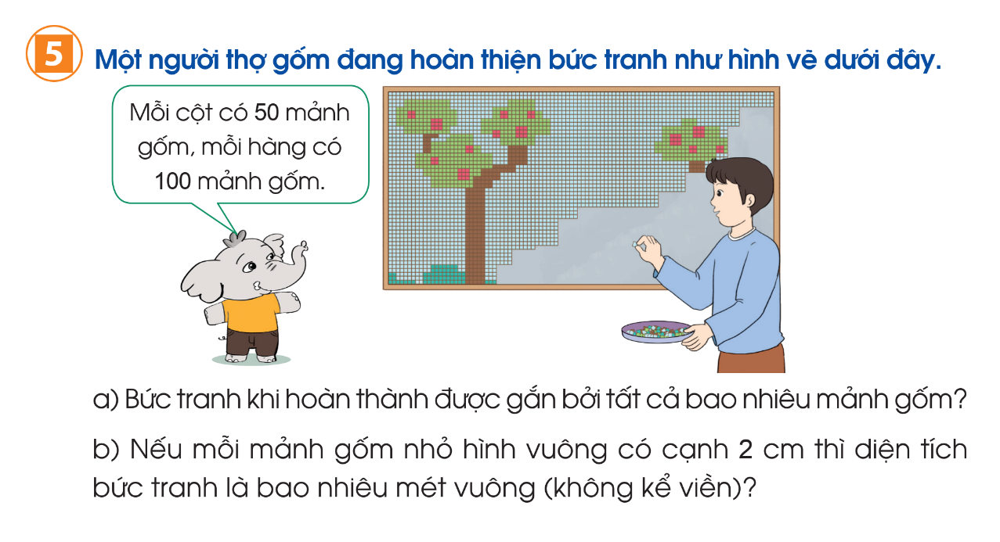 5 Một người thợ gốm đang hoàn thiện bức tranh như hình vẽ dưới đây.
Mỗi cột có 50 mảnh
gốm, mỗi hàng có
100 mảnh gốm.
a) Bức tranh khi hoàn thành được gắn bởi tất cả bao nhiêu mảnh gốm?
b) Nếu mỗi mảnh gốm nhỏ hình vuông có cạnh 2 cm thì diện tích
bức tranh là bao nhiêu mét vuông (không kể viền)?